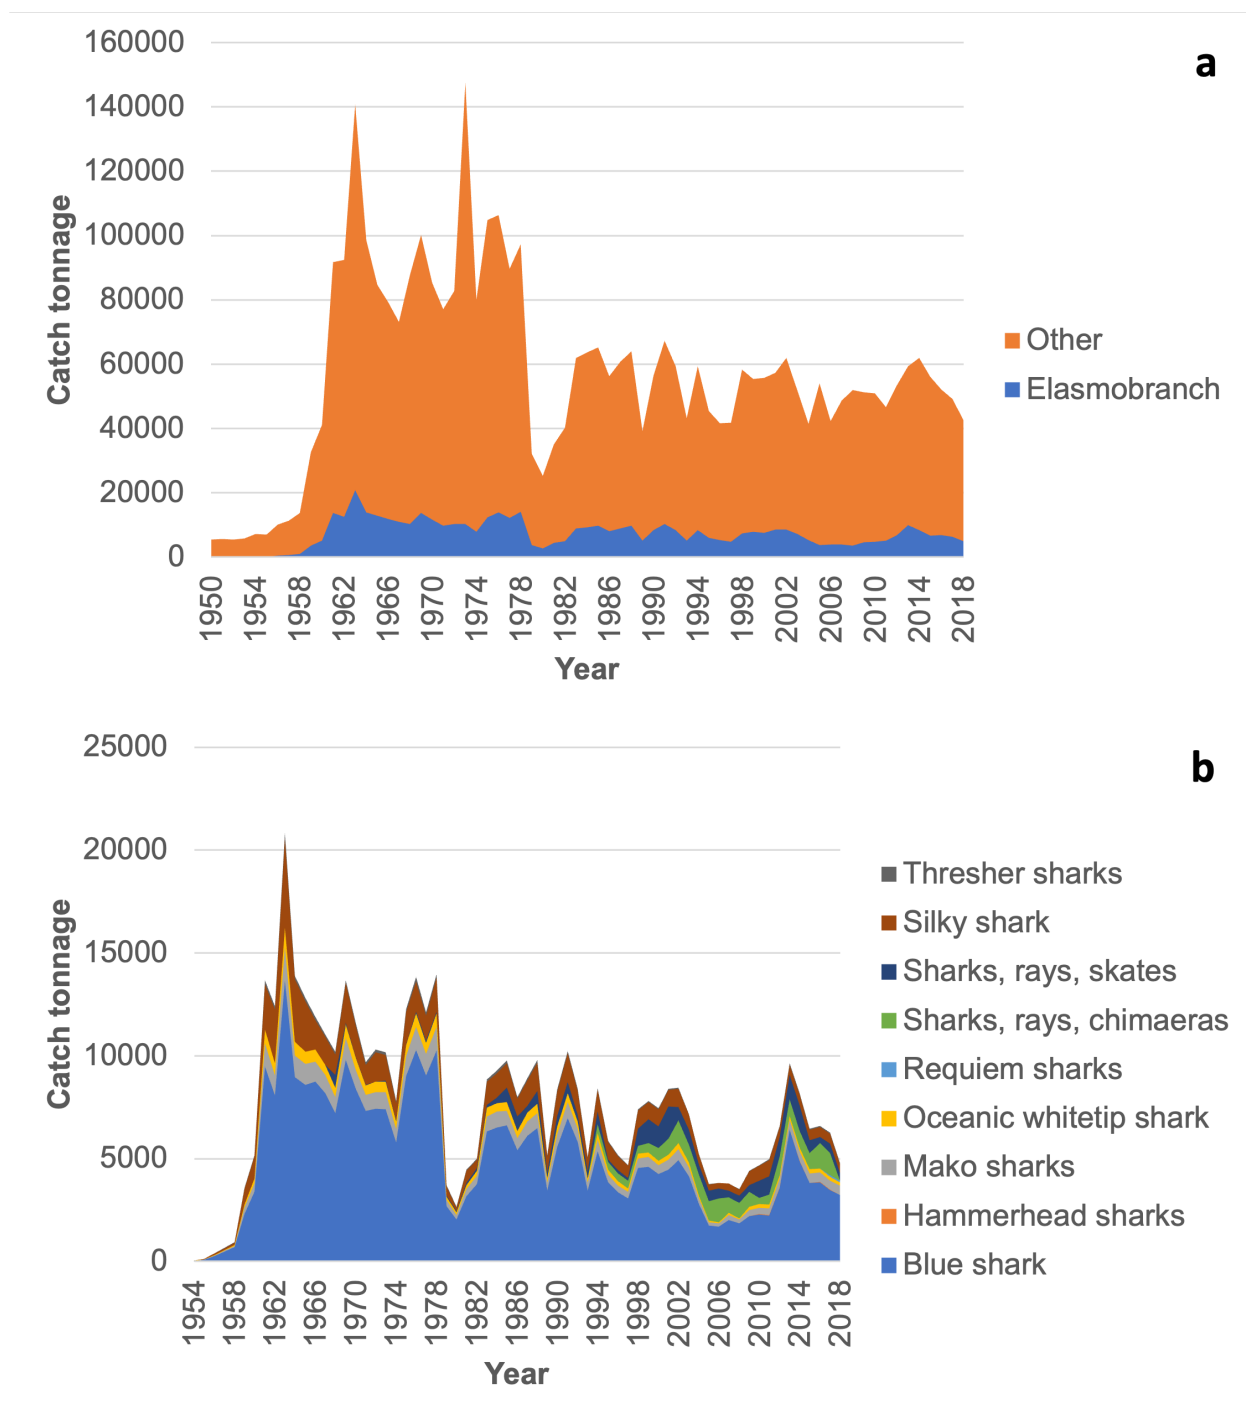 a
160000
140000
120000
100000
80000
60000
40000
20000
0
Catch tonnage
1950 1954 1958 1962 1966 1970 1974 1978 1982 1986 1990 1994 1998 2002 2006 2010 2014 2018
Year
Other
Elasmobranch
b
25000
20000
15000
10000
5000
0
Catch tonnage
1954 1958 1962 1966 1970 1974 1978 1982 1986 1990 1994 1998 2002 2006 2010 2014 2018
Year
Thresher sharks
Silky shark
Sharks, rays, skates
Sharks, rays, chimaeras
Requiem sharks
Oceanic whitetip shark
Mako sharks
Hammerhead sharks
Blue shark